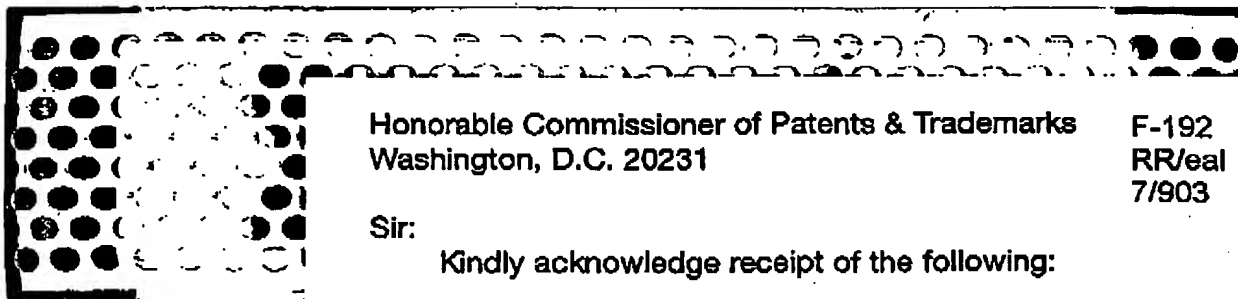 Honorable Commissioner of Patents & Trademarks
Washington, D.C. 20231
F-192
RR/eal
7/903
Sir:
Kindly acknowledge receipt of the following: